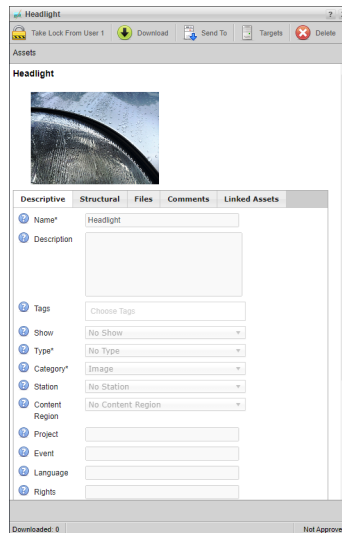 Headlight ?
Take Lock From User 1 Download Send To Targets Delete
Assets
Headlight
Descriptive Structural Files Comments Linked Assets
? Name* Headlight
? Description
? Tags Choose Tags
? Show No Show
? Type* No Type
? Category* Image
? Station No Station
? Content Region No Content Region
? Project
? Event
? Language
? Rights
Downloaded: 0 Not Approve